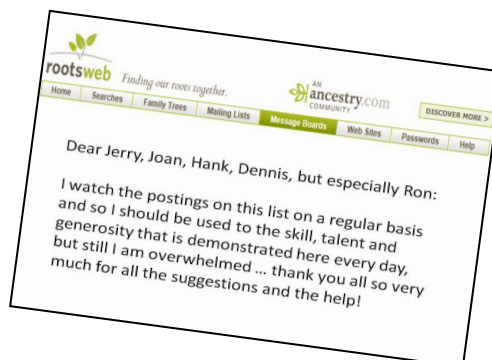 rootsweb Finding our roots together.
AN
ancestry.com
COMMUNITY
DISCOVER MORE >
Home Searches Family Trees Mailing Lists Message Boards Web Sites Passwords Help
Dear Jerry, Joan, Hank, Dennis, but especially Ron:
I watch the postings on this list on a regular basis
and so I should be used to the skill, talent and
generosity that is demonstrated here every day,
but still I am overwhelmed ... thank you all so very
much for all the suggestions and the help!